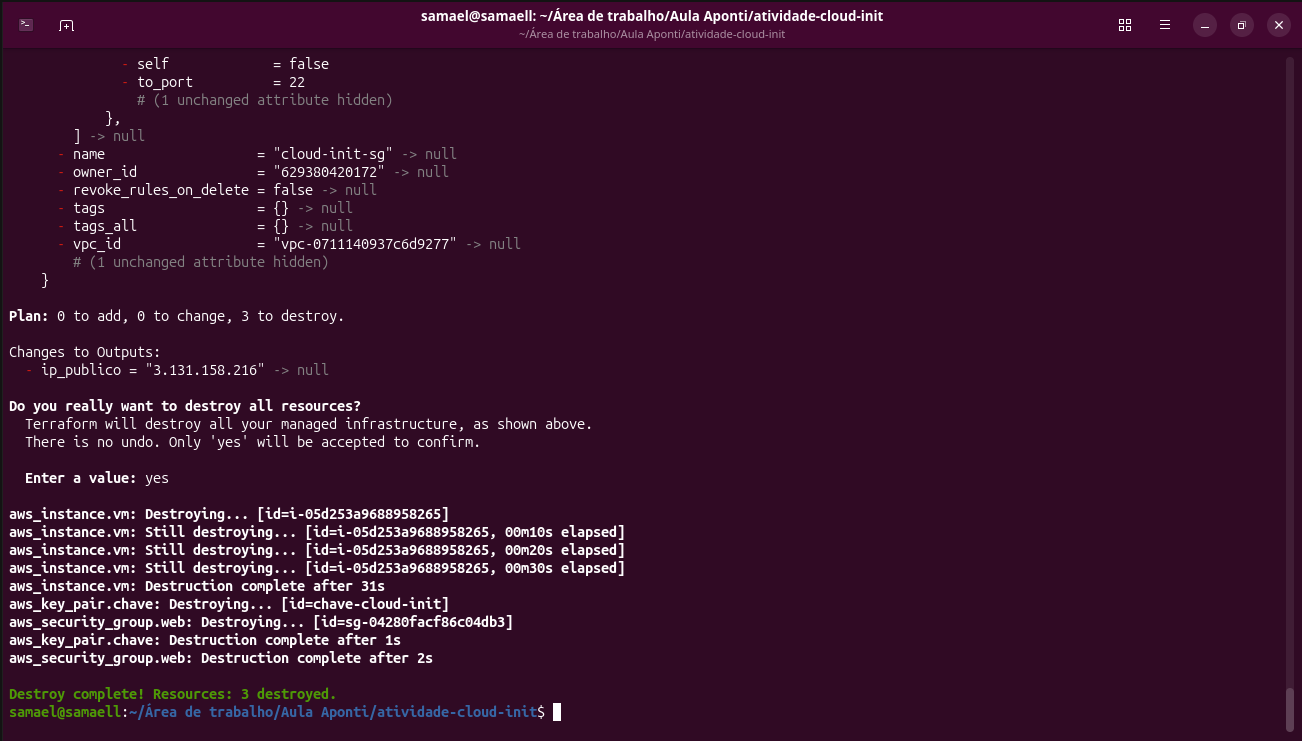 samael@samaell: ~/Área de trabalho/Aula Aponti/atividade-cloud-init
~/Área de trabalho/Aula Aponti/atividade-cloud-init
- self             = false
- to_port          = 22
# (1 unchanged attribute hidden)
},
] -> null
- name                   = "cloud-init-sg" -> null
- owner_id               = "629380420172" -> null
- revoke_rules_on_delete = false -> null
- tags                   = {} -> null
- tags_all               = {} -> null
- vpc_id                 = "vpc-0711140937c6d9277" -> null
# (1 unchanged attribute hidden)
}
Plan: 0 to add, 0 to change, 3 to destroy.
Changes to Outputs:
- ip_publico = "3.131.158.216" -> null
Do you really want to destroy all resources?
Terraform will destroy all your managed infrastructure, as shown above.
There is no undo. Only 'yes' will be accepted to confirm.
Enter a value: yes
aws_instance.vm: Destroying... [id=i-05d253a9688958265]
aws_instance.vm: Still destroying... [id=i-05d253a9688958265, 00m10s elapsed]
aws_instance.vm: Still destroying... [id=i-05d253a9688958265, 00m20s elapsed]
aws_instance.vm: Still destroying... [id=i-05d253a9688958265, 00m30s elapsed]
aws_instance.vm: Destruction complete after 31s
aws_key_pair.chave: Destroying... [id=chave-cloud-init]
aws_security_group.web: Destroying... [id=sg-04280facf86c04db3]
aws_key_pair.chave: Destruction complete after 1s
aws_security_group.web: Destruction complete after 2s
Destroy complete! Resources: 3 destroyed.
samael@samaell:~/Área de trabalho/Aula Aponti/atividade-cloud-init$